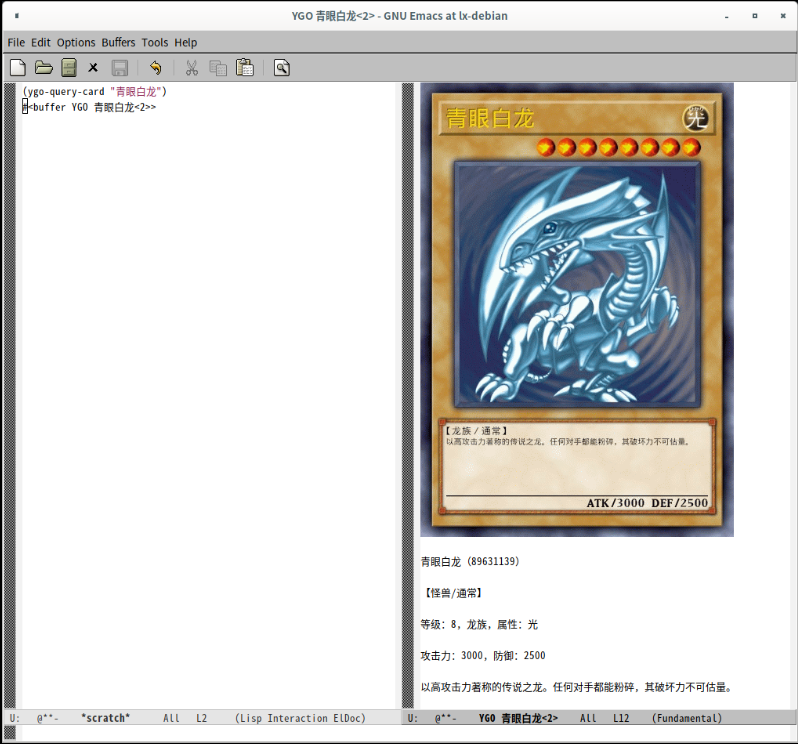 YGO 青眼白龙<2> - GNU Emacs at lx-debian
File Edit Options Buffers Tools Help
(ygo-query-card "青眼白龙")
#<buffer YGO 青眼白龙<2>>
青眼白龙
光
【龙族／通常】
以高攻击力著称的传说之龙。任何对手都能粉碎，其破坏力不可估量。
ATK/3000 DEF/2500
青眼白龙（89631139）
【怪兽/通常】
等级：8，龙族，属性：光
攻击力：3000，防御：2500
以高攻击力著称的传说之龙。任何对手都能粉碎，其破坏力不可估量。
U: @**- *scratch* All L2 (Lisp Interaction ElDoc)
U: @**- YGO 青眼白龙<2> All L12 (Fundamental)